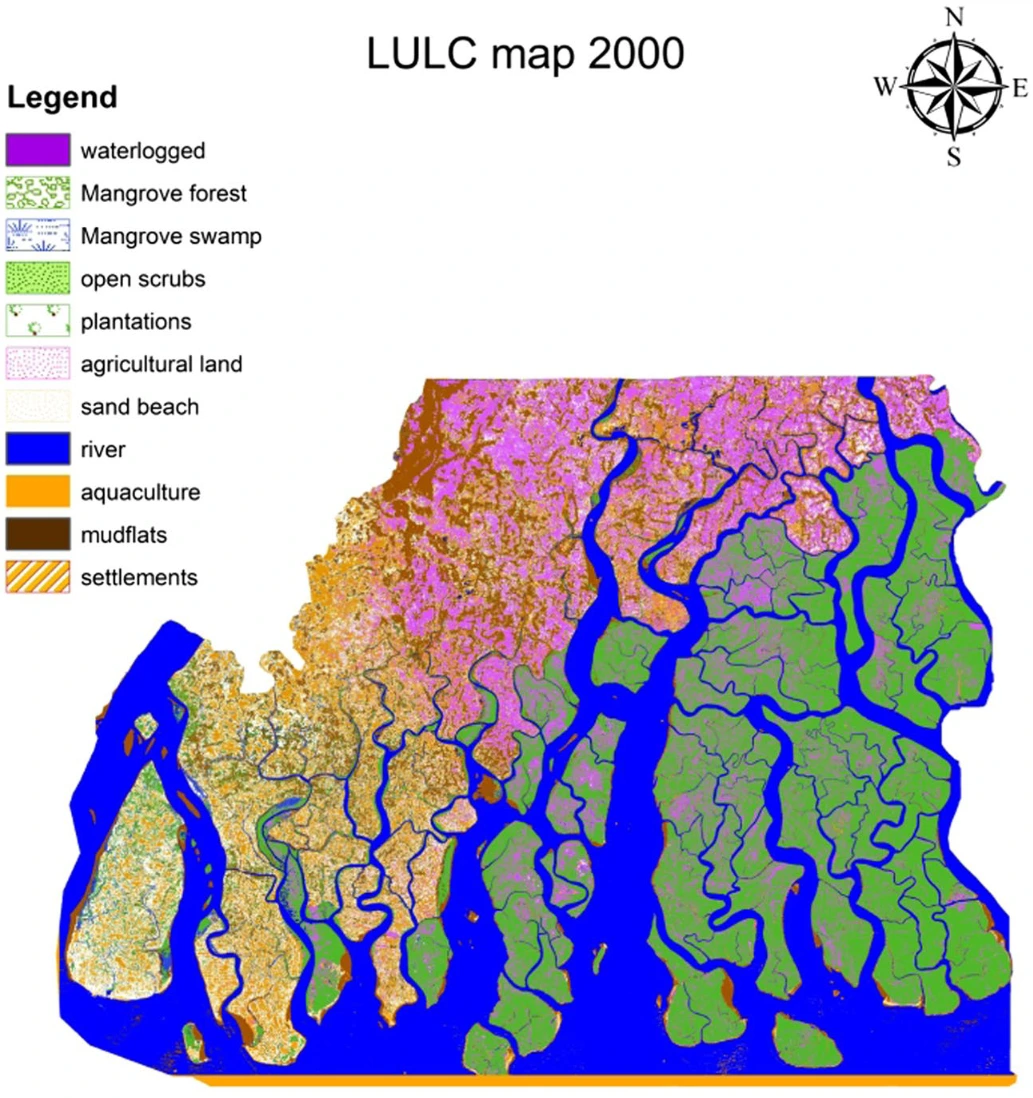 LULC map 2000
N
W
E
S
Legend
waterlogged
Mangrove forest
Mangrove swamp
open scrubs
plantations
agricultural land
sand beach
river
aquaculture
mudflats
settlements